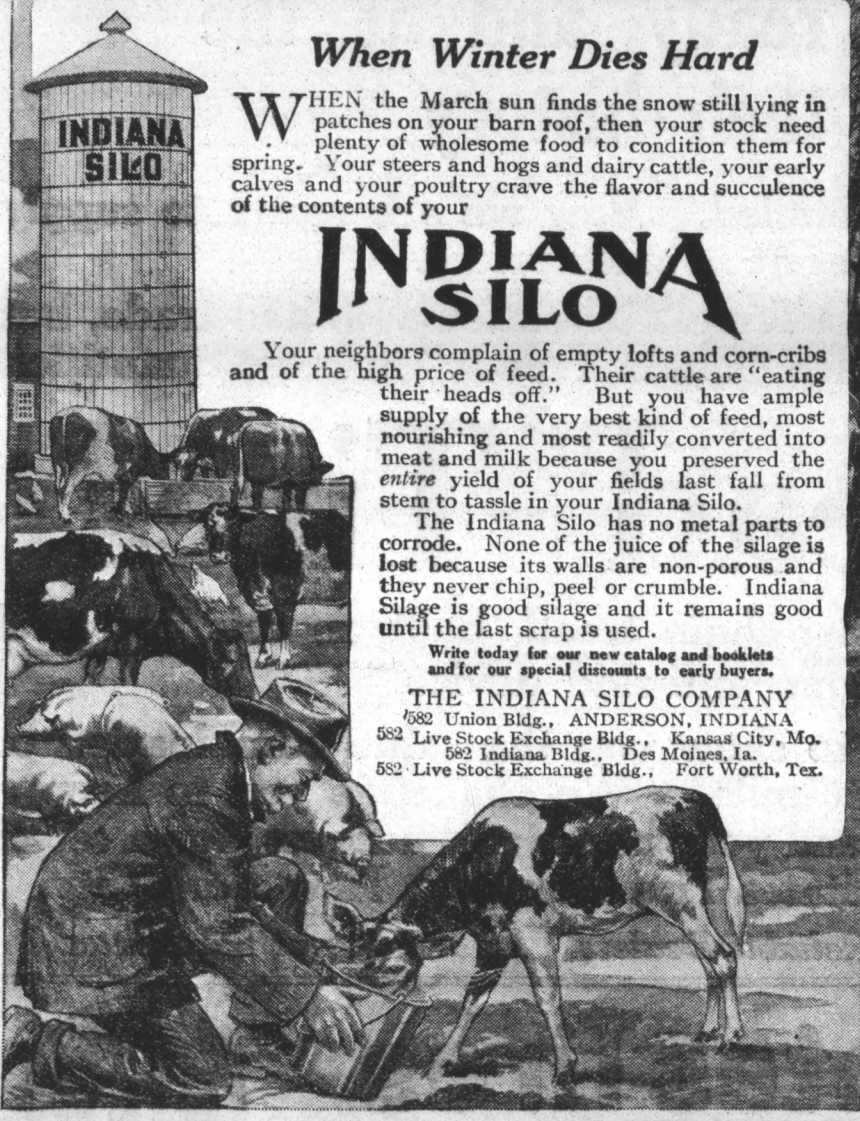 INDIANA
SILO
When Winter Dies Hard
WHEN the March sun finds the snow still lying in
patches on your barn roof, then your stock need
plenty of wholesome food to condition them for
spring. Your steers and hogs and dairy cattle, your early
calves and your poultry crave the flavor and succulence
of the contents of your
INDIANA
SILO
Your neighbors complain of empty lofts and corn-cribs
and of the high price of feed. Their cattle are "eating
their heads off." But you have ample
supply of the very best kind of feed, most
nourishing and most readily converted into
meat and milk because you preserved the
entire yield of your fields last fall from
stem to tassle in your Indiana Silo.
The Indiana Silo has no metal parts to
corrode. None of the juice of the silage is
lost because its walls are non-porous and
they never chip, peel or crumble. Indiana
Silage is good silage and it remains good
until the last scrap is used.
Write today for our new catalog and booklets
and for our special discounts to early buyers.
THE INDIANA SILO COMPANY
582 Union Bldg., ANDERSON, INDIANA
582 Live Stock Exchange Bldg., Kansas City, Mo.
582 Indiana Bldg., Des Moines, Ia.
582 Live Stock Exchange Bldg., Fort Worth, Tex.